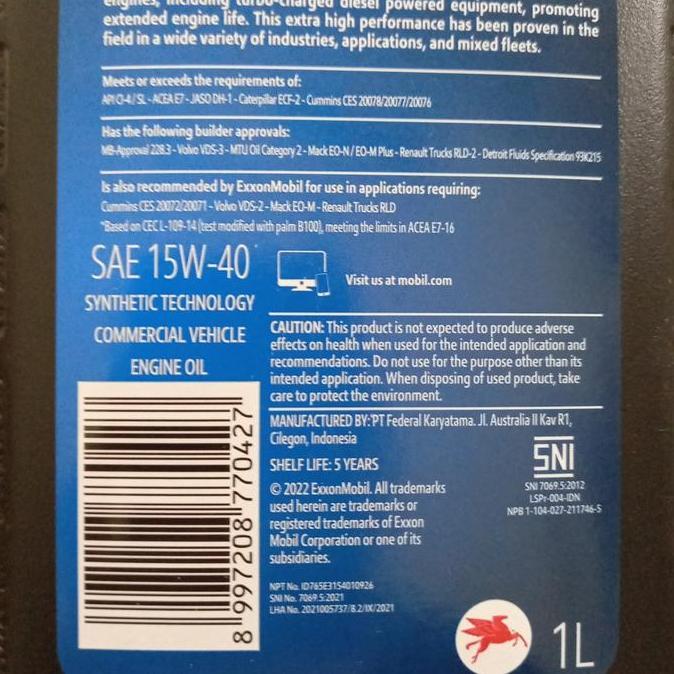 engines, including turbo-charged diesel powered equipment, promoting
extended engine life. This extra high performance has been proven in the
field in a wide variety of industries, applications, and mixed fleets.
Meets or exceeds the requirements of:
API CI-4 / SL - ACEA E7 - JASO DH-1 - Caterpillar ECF-2 - Cummins CES 20078/20077/20076
Has the following builder approvals:
MB-Approval 228.3 - Volvo VDS-3 - MTU Oil Category 2 - Mack EO-N / EO-M Plus - Renault Trucks RLD-2 - Detroit Fluids Specification 93K215
Is also recommended by ExxonMobil for use in applications requiring:
Cummins CES 20072/20071 - Volvo VDS-2 - Mack EO-M - Renault Trucks RLD
*Based on CEC L-109-14 (test modified with palm B100), meeting the limits in ACEA E7-16
SAE 15W-40
SYNTHETIC TECHNOLOGY
COMMERCIAL VEHICLE
ENGINE OIL
Visit us at mobil.com
CAUTION: This product is not expected to produce adverse
effects on health when used for the intended application and
recommendations. Do not use for the purpose other than its
intended application. When disposing of used product, take
care to protect the environment.
MANUFACTURED BY: PT Federal Karyatama. Jl. Australia II Kav R1,
Cilegon, Indonesia
SHELF LIFE: 5 YEARS
© 2022 ExxonMobil. All trademarks
used herein are trademarks or
registered trademarks of Exxon
Mobil Corporation or one of its
subsidiaries.
SNI
SNI 7069.5:2012
LSPr-004-IDN
NPB 1-104-027-211746-5
NPT No. ID765E3154010926
SNI No. 7069.5:2021
LHA No. 2021005737/8.2/IX/2021
8 997208 770427
1L